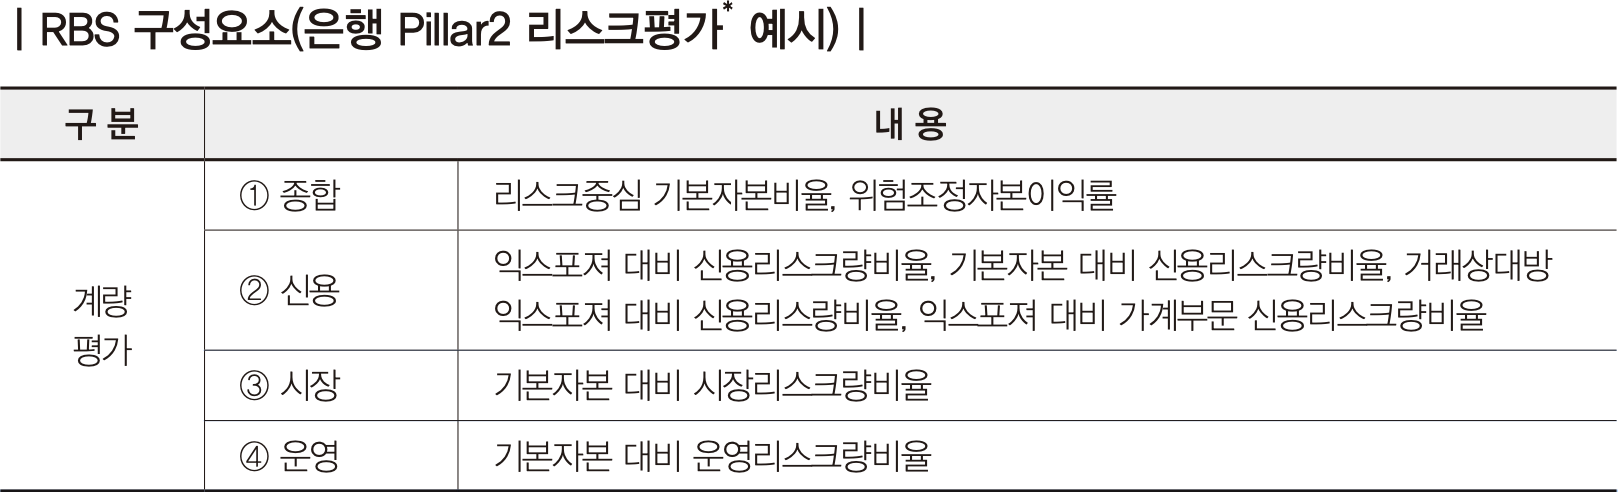 | RBS 구성요소(은행 Pillar2 리스크평가* 예시) |
구 분
내 용
계량
평가
① 종합
리스크중심 기본자본비율, 위험조정자본이익률
② 신용
익스포져 대비 신용리스크량비율, 기본자본 대비 신용리스크량비율, 거래상대방
익스포져 대비 신용리스량비율, 익스포져 대비 가계부문 신용리스크량비율
③ 시장
기본자본 대비 시장리스크량비율
④ 운영
기본자본 대비 운영리스크량비율